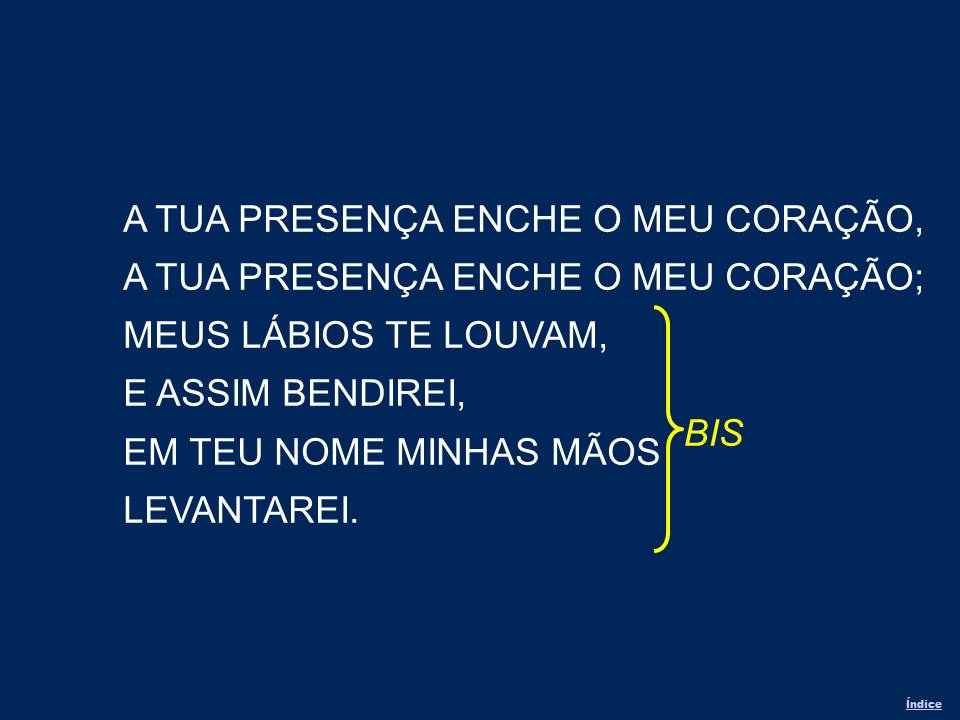 A TUA PRESENÇA ENCHE O MEU CORAÇÃO,
A TUA PRESENÇA ENCHE O MEU CORAÇÃO;
MEUS LÁBIOS TE LOUVAM,
E ASSIM BENDIREI,
EM TEU NOME MINHAS MÃOS
LEVANTAREI.
BIS
Índice